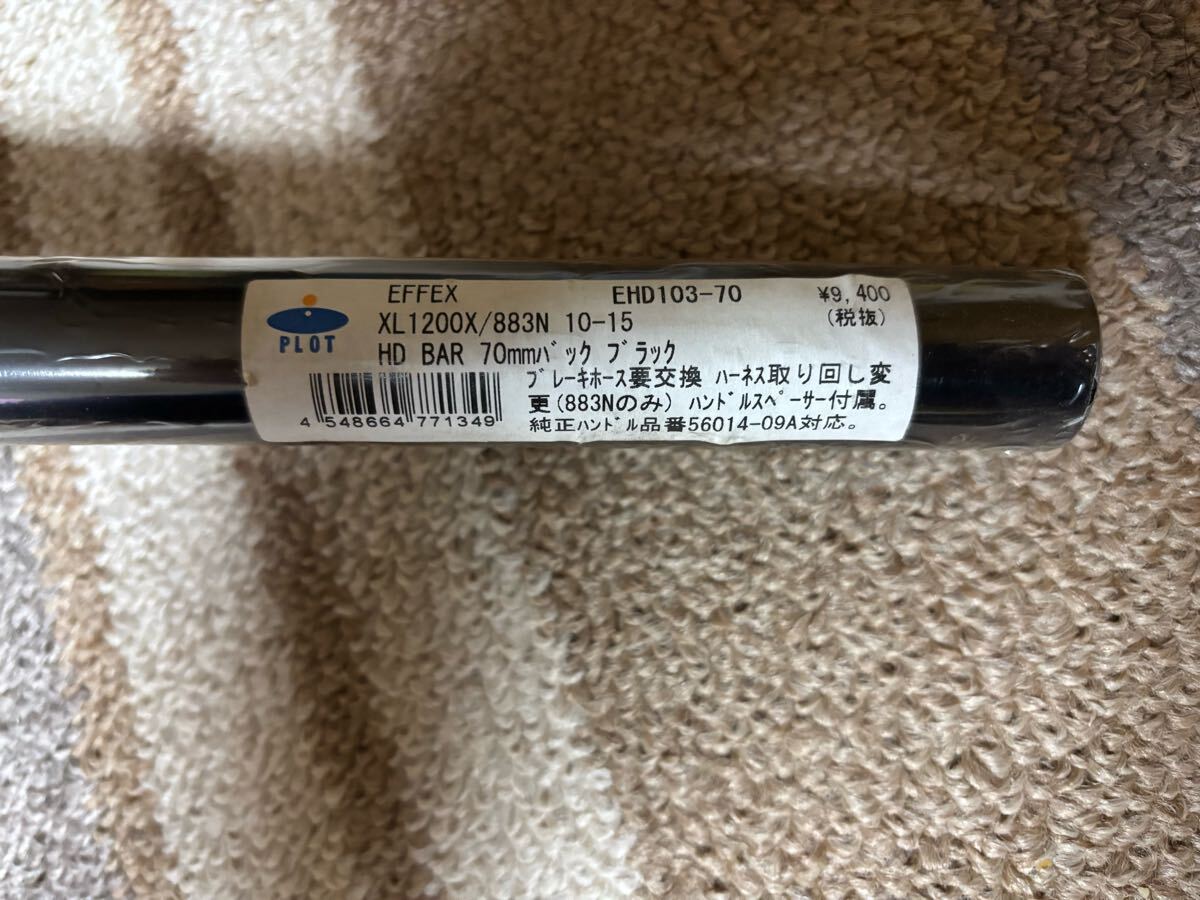 EFFEX EHD103-70 ¥9,400
XL1200X/883N 10-15 (税抜)
PLOT
HD BAR 70mmﾊﾞｯｸ ﾌﾞﾗｯｸ
ﾌﾞﾚｰｷﾎｰｽ要交換 ﾊｰﾈｽ取り回し変
更(883Nのみ) ﾊﾝﾄﾞﾙｽﾍﾟｰｻｰ付属。
純正ﾊﾝﾄﾞﾙ品番56014-09A対応。
4 548664 771349